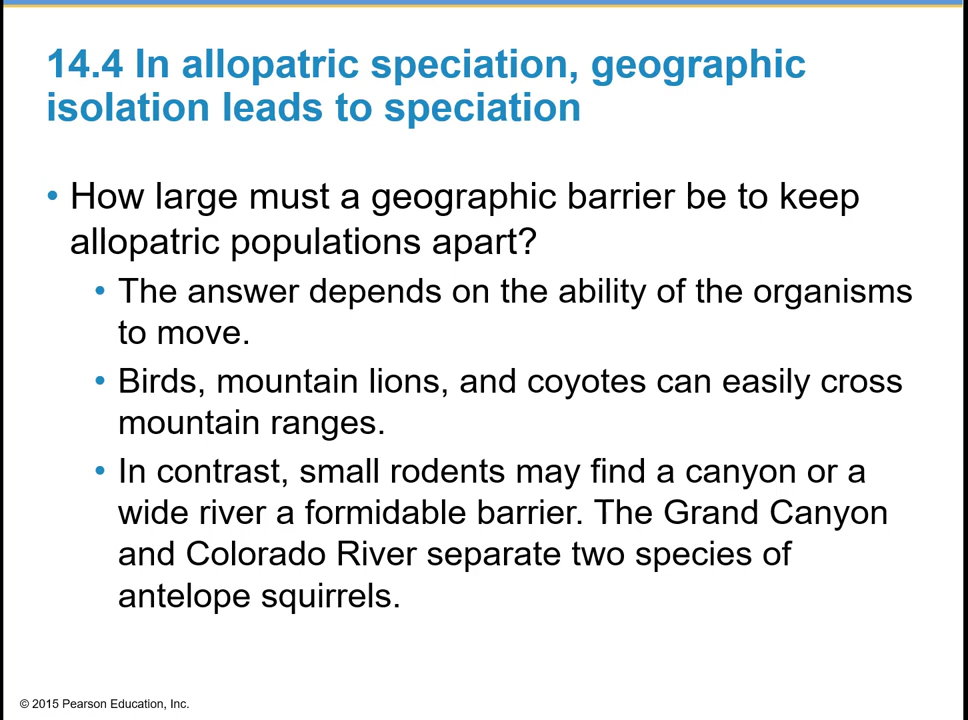 14.4 In allopatric speciation, geographic
isolation leads to speciation
• How large must a geographic barrier be to keep
allopatric populations apart?
• The answer depends on the ability of the organisms
to move.
• Birds, mountain lions, and coyotes can easily cross
mountain ranges.
• In contrast, small rodents may find a canyon or a
wide river a formidable barrier. The Grand Canyon
and Colorado River separate two species of
antelope squirrels.
© 2015 Pearson Education, Inc.